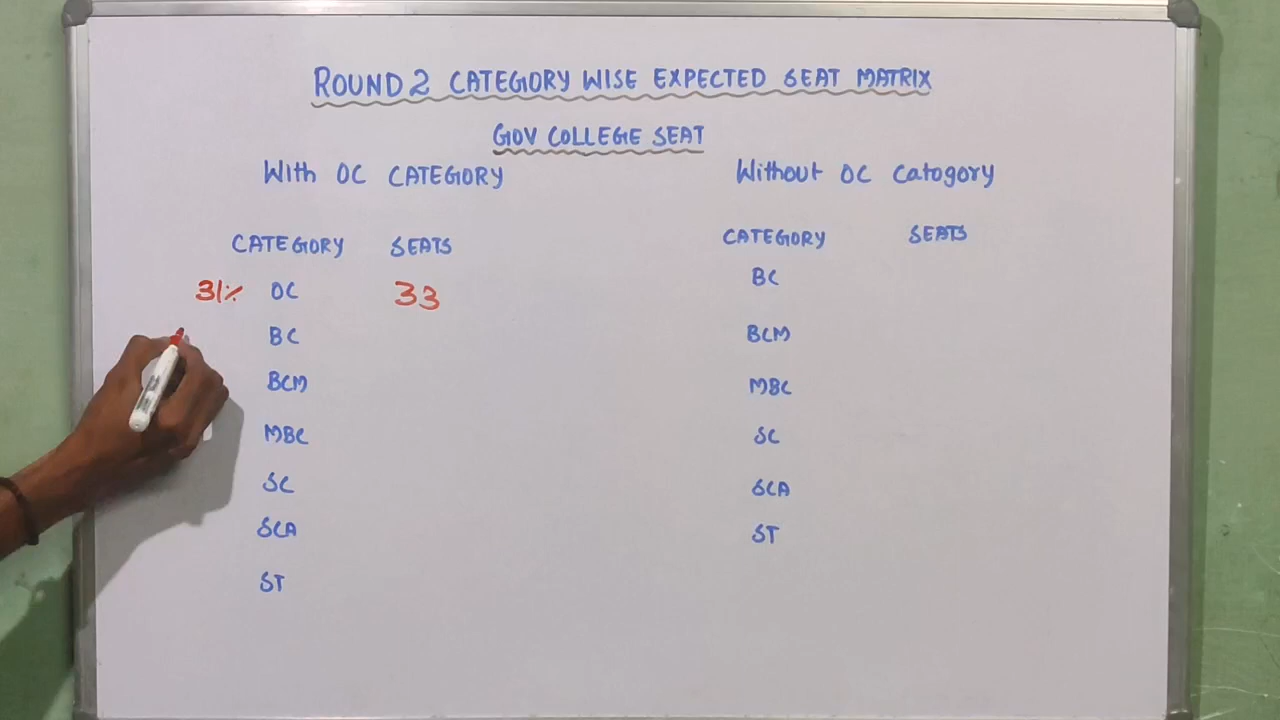 ROUND 2 CATEGORY WISE EXPECTED SEAT MATRIX
GOV COLLEGE SEAT
With OC CATEGORY
CATEGORY SEATS
31% OC 33
BC
BCM
MBC
SC
SCA
ST
Without OC Catogory
CATEGORY SEATS
BC
BCM
MBC
SC
SCA
ST